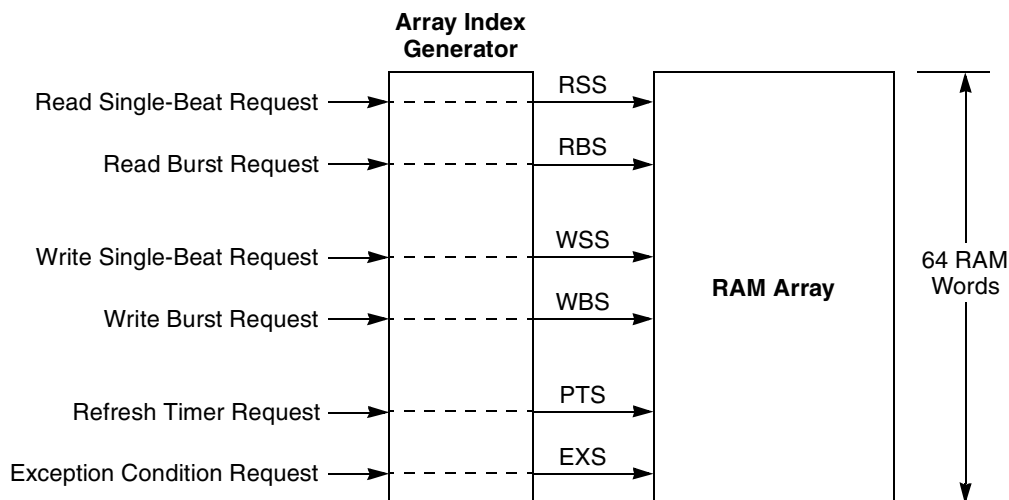 Array Index
Generator
Read Single-Beat Request
RSS
Read Burst Request
RBS
Write Single-Beat Request
WSS
Write Burst Request
WBS
RAM Array
64 RAM
Words
Refresh Timer Request
PTS
Exception Condition Request
EXS